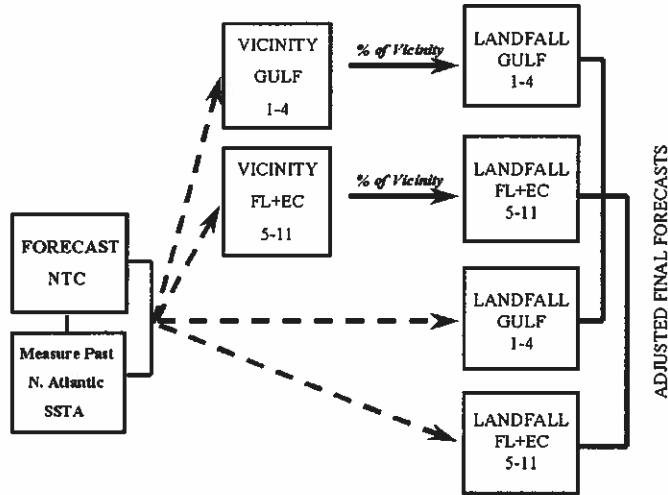 VICINITY
GULF
1-4
% of Vicinity
LANDFALL
GULF
1-4
VICINITY
FL+EC
5-11
% of Vicinity
LANDFALL
FL+EC
5-11
FORECAST
NTC
Measure Past
N. Atlantic
SSTA
LANDFALL
GULF
1-4
LANDFALL
FL+EC
5-11
ADJUSTED FINAL FORECASTS